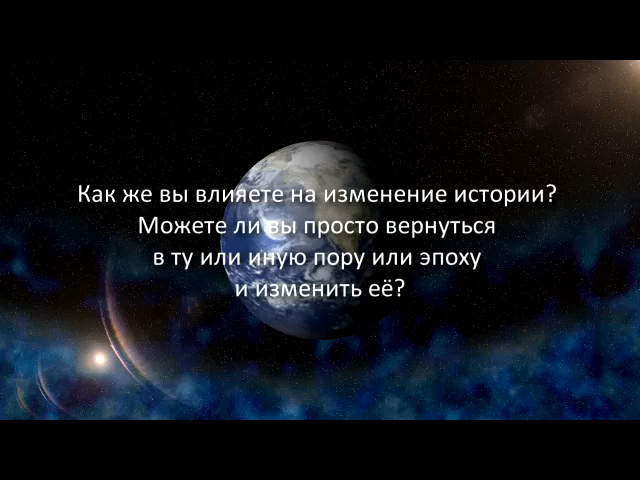 Как же вы влияете на изменение истории?
Можете ли вы просто вернуться
в ту или иную пору или эпоху
и изменить её?